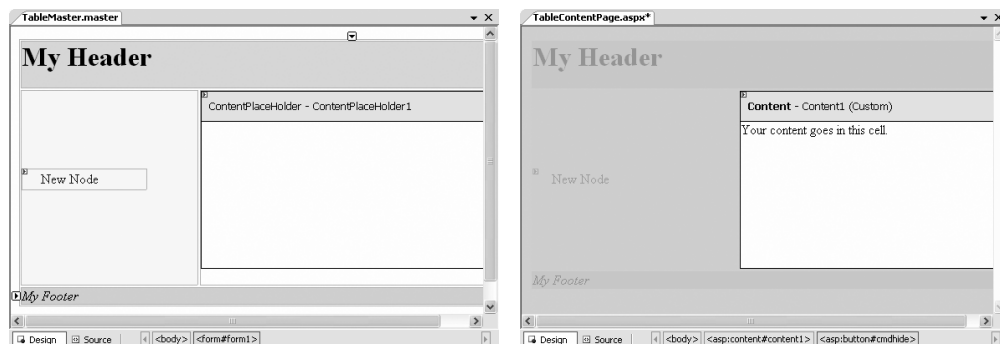 TableMaster.master
My Header
ContentPlaceHolder - ContentPlaceHolder1
New Node
My Footer
Design Source <body> <form#form1>
TableContentPage.aspx*
My Header
Content - Content1 (Custom)
Your content goes in this cell.
New Node
My Footer
Design Source <body> <asp:content#content1> <asp:button#cmdhide>